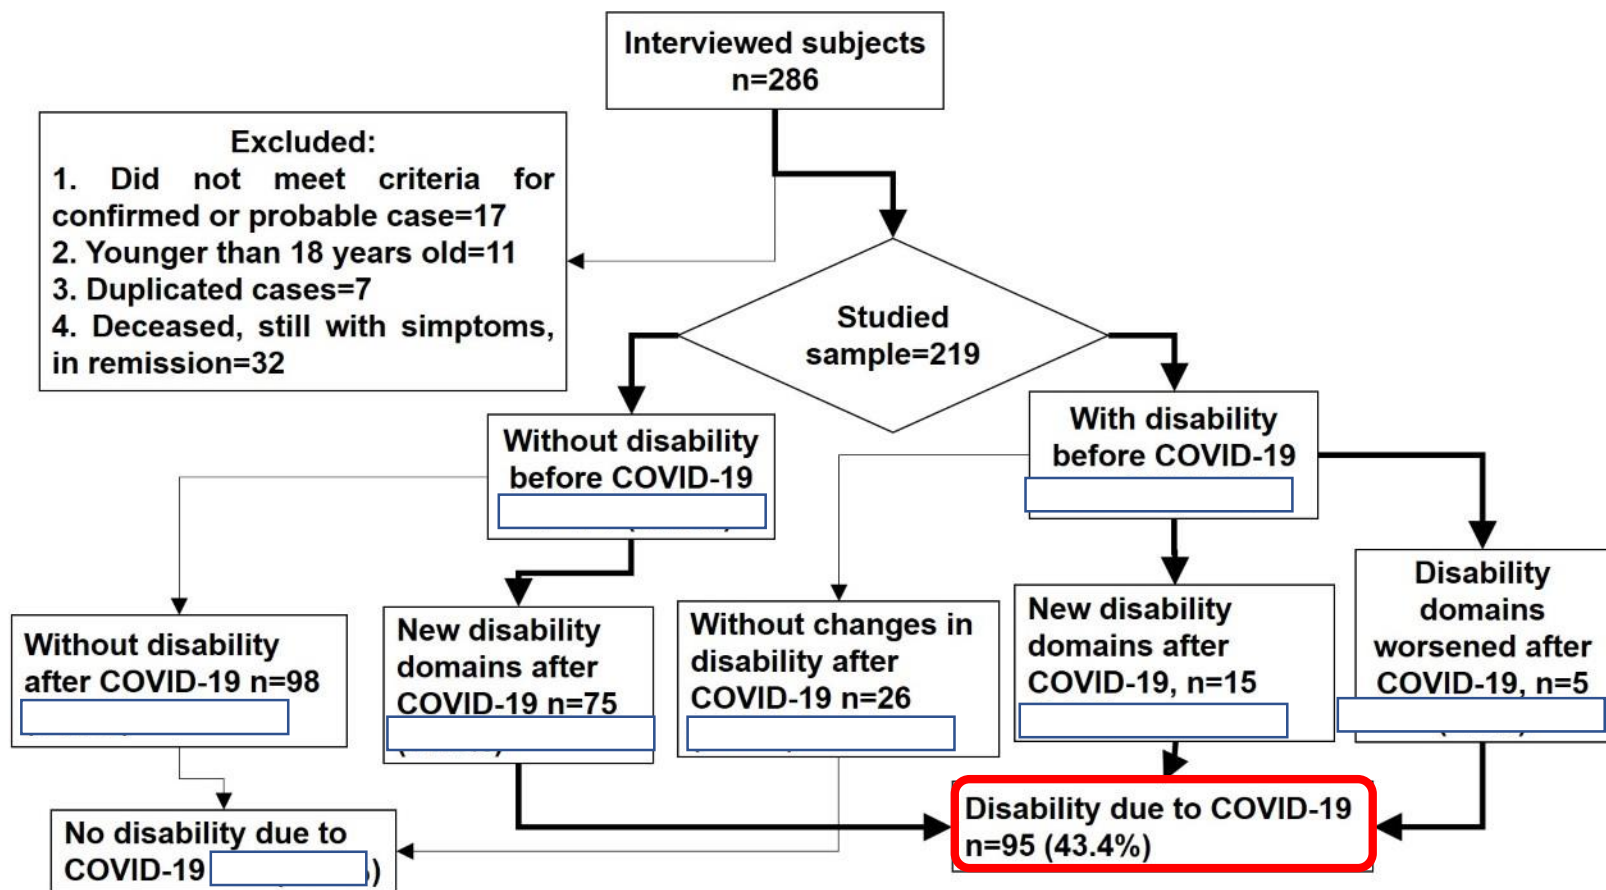 Interviewed subjects
n=286
Excluded:
1. Did not meet criteria for
confirmed or probable case=17
2. Younger than 18 years old=11
3. Duplicated cases=7
4. Deceased, still with simptoms,
in remission=32
Studied
sample=219
Without disability
before COVID-19
With disability
before COVID-19
Without disability
after COVID-19 n=98
New disability
domains after
COVID-19 n=75
Without changes in
disability after
COVID-19 n=26
New disability
domains after
COVID-19, n=15
Disability
domains
worsened after
COVID-19, n=5
No disability due to
COVID-19 )
Disability due to COVID-19
n=95 (43.4%)